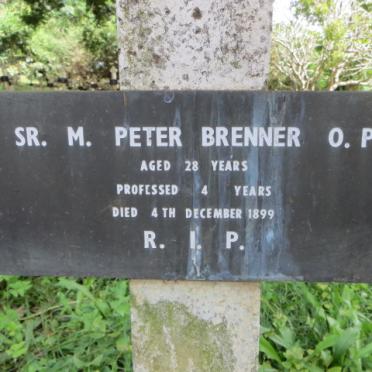 SR. M. PETER BRENNER O. P
AGED 28 YEARS
PROFESSED 4 YEARS
DIED 4TH DECEMBER 1899
R. I. P.